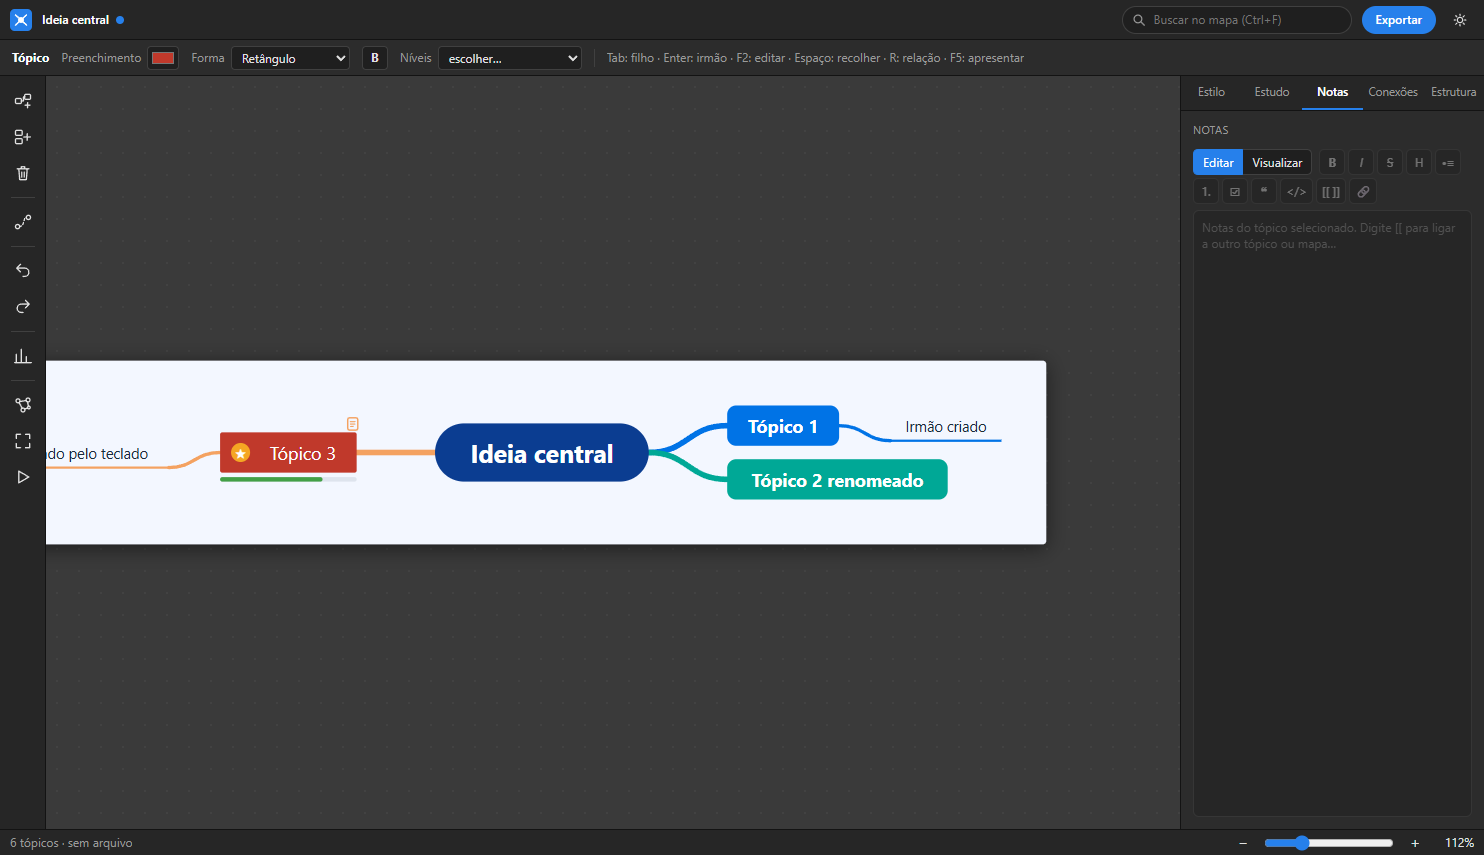 Ideia central
Buscar no mapa (Ctrl+F)
Exportar
Tópico Preenchimento Forma Retângulo B Níveis escolher... Tab: filho · Enter: irmão · F2: editar · Espaço: recolher · R: relação · F5: apresentar
Estilo Estudo Notas Conexões Estrutura
NOTAS
Editar Visualizar B I S H
1. ❝ </> [[ ]]
Notas do tópico selecionado. Digite [[ para ligar
a outro tópico ou mapa...
do pelo teclado
Tópico 3
Ideia central
Tópico 1
Irmão criado
Tópico 2 renomeado
6 tópicos · sem arquivo
− + 112%